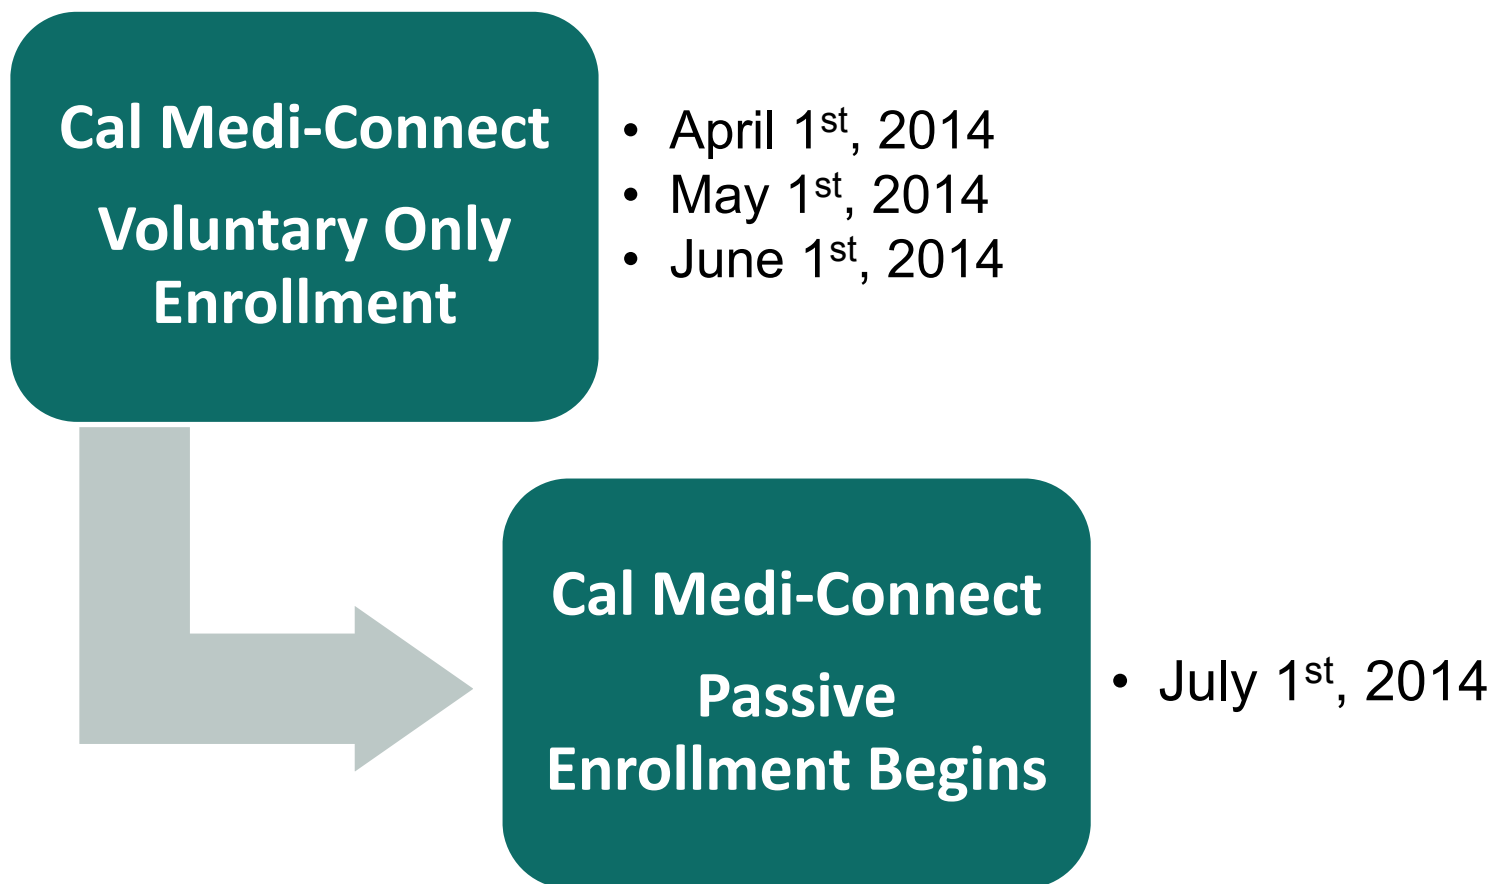 Cal Medi-Connect
Voluntary Only
Enrollment
• April 1st, 2014
• May 1st, 2014
• June 1st, 2014
Cal Medi-Connect
Passive
Enrollment Begins
• July 1st, 2014